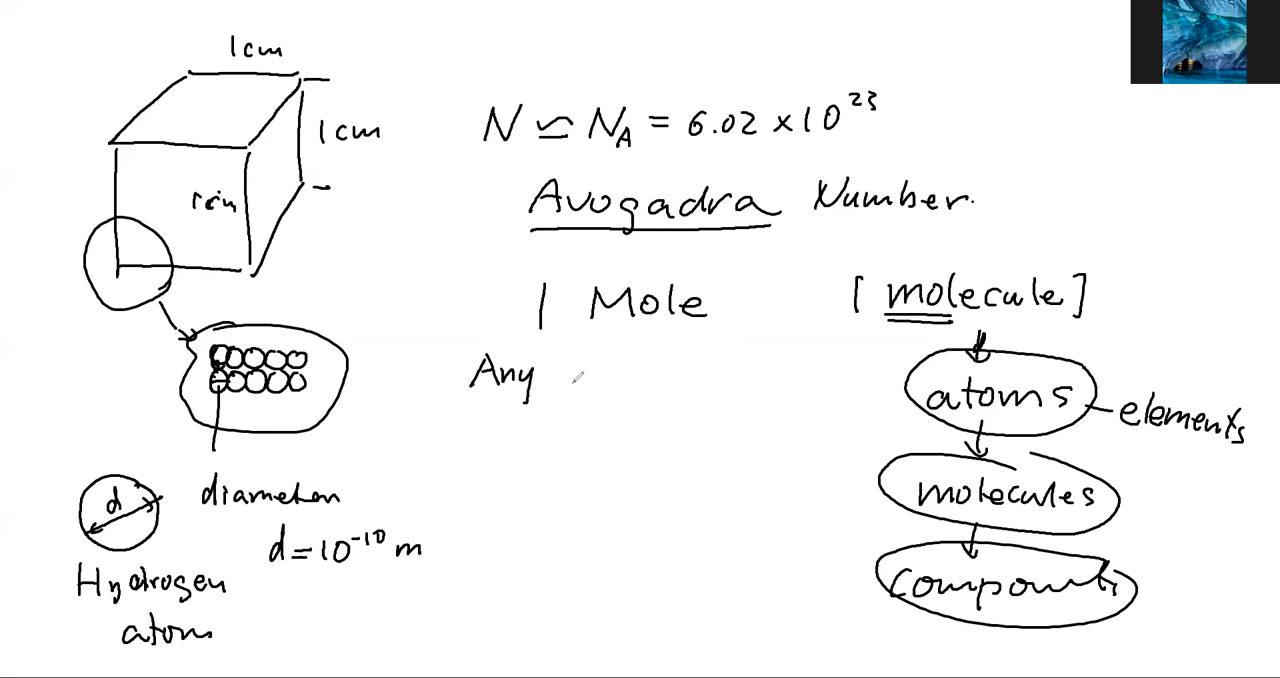 1cm
1cm
1cm
N ≃ N_A = 6.02 × 10^23
Avogadra Number.
1 Mole
[molecule]
Any
atoms
elements
molecules
d
diameter
d = 10^-10 m
Hydrogen
atom